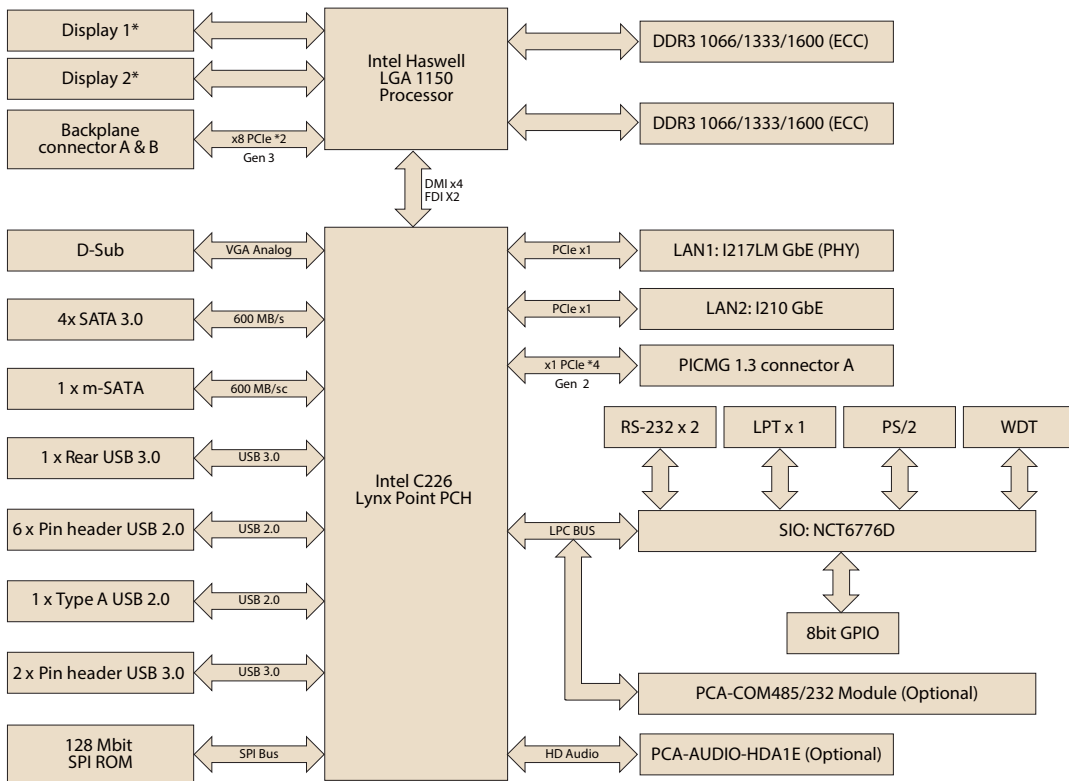 Display 1*
Display 2*
Backplane
connector A & B
x8 PCIe *2
Gen 3
Intel Haswell
LGA 1150
Processor
DDR3 1066/1333/1600 (ECC)
DDR3 1066/1333/1600 (ECC)
DMI x4
FDI X2
D-Sub
VGA Analog
4x SATA 3.0
600 MB/s
1 x m-SATA
600 MB/sc
1 x Rear USB 3.0
USB 3.0
6 x Pin header USB 2.0
USB 2.0
1 x Type A USB 2.0
USB 2.0
2 x Pin header USB 3.0
USB 3.0
128 Mbit
SPI ROM
SPI Bus
Intel C226
Lynx Point PCH
PCIe x1
LAN1: I217LM GbE (PHY)
PCIe x1
LAN2: I210 GbE
x1 PCIe *4
Gen 2
PICMG 1.3 connector A
RS-232 x 2
LPT x 1
PS/2
WDT
LPC BUS
SIO: NCT6776D
8bit GPIO
PCA-COM485/232 Module (Optional)
HD Audio
PCA-AUDIO-HDA1E (Optional)